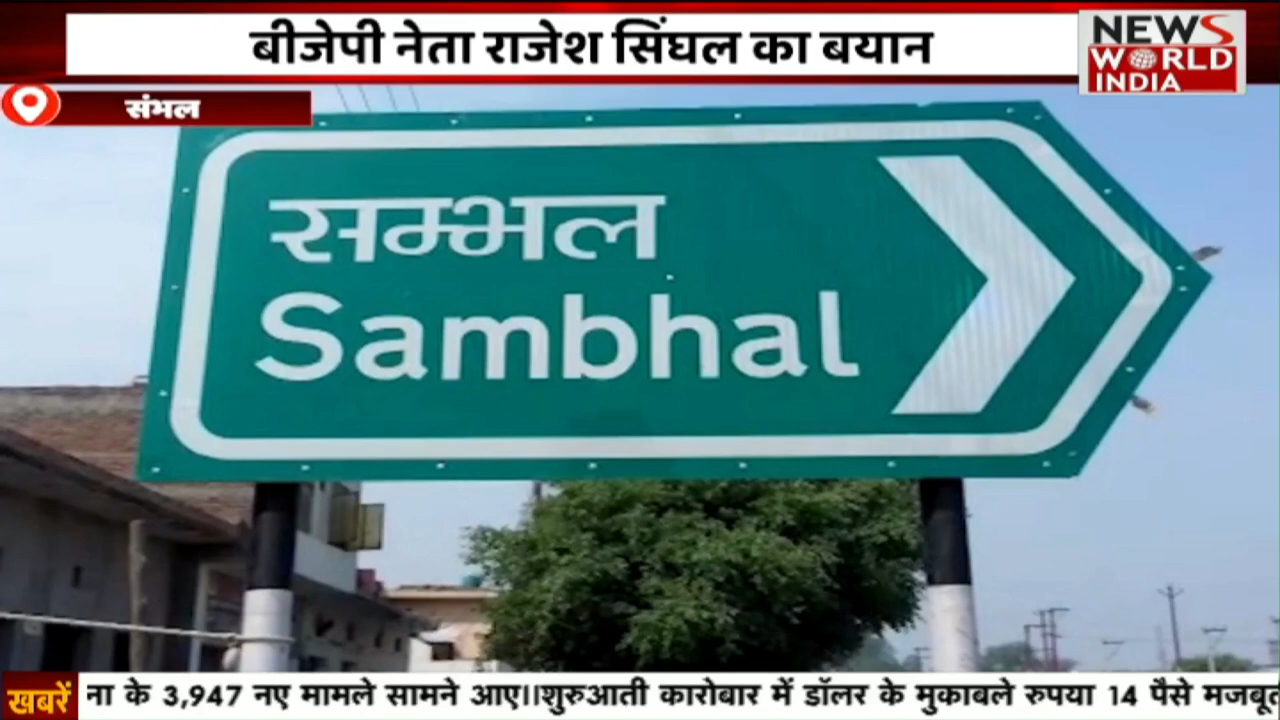 बीजेपी नेता राजेश सिंघल का बयान
NEWS
WORLD
INDIA
संभल
सम्भल
Sambhal
खबरें
ना के 3,947 नए मामले सामने आए||शुरुआती कारोबार में डॉलर के मुकाबले रुपया 14 पैसे मजबूत